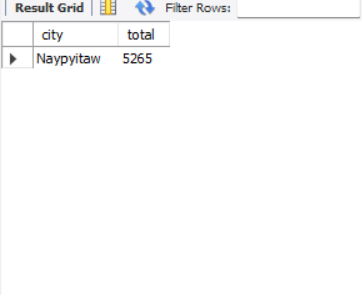 Result Grid Filter Rows:
city total
Naypyitaw 5265